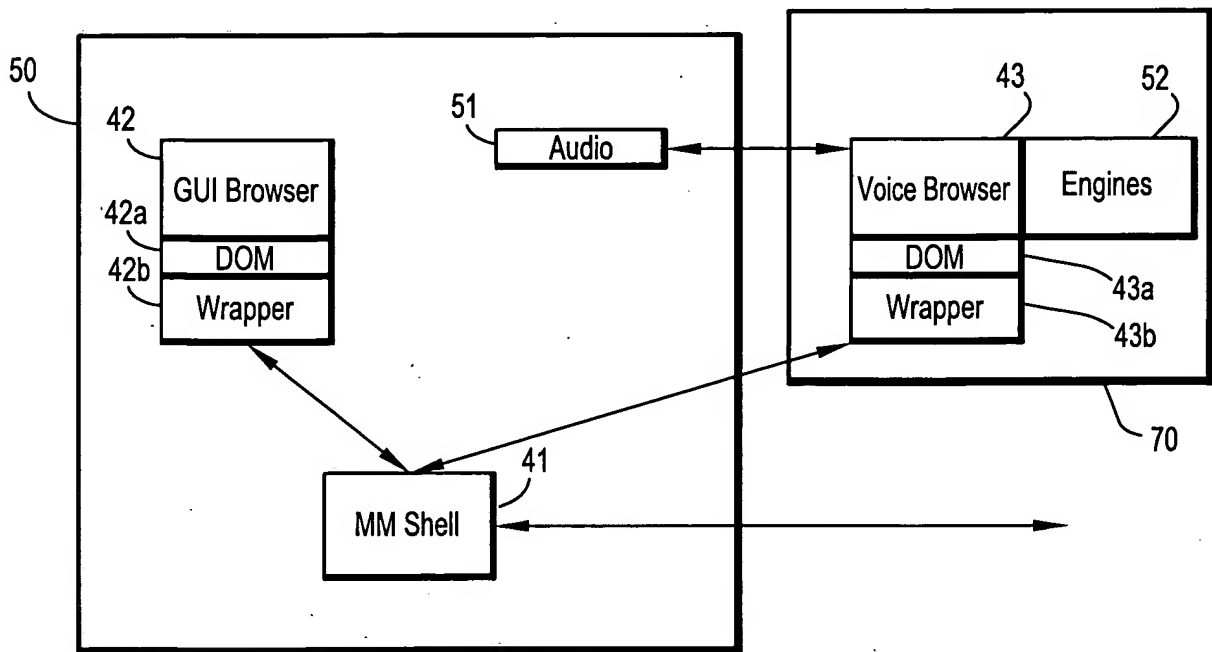 50
42
GUI Browser
42a
DOM
42b
Wrapper
51
Audio
43
52
Voice Browser
Engines
DOM
43a
Wrapper
43b
70
41
MM Shell